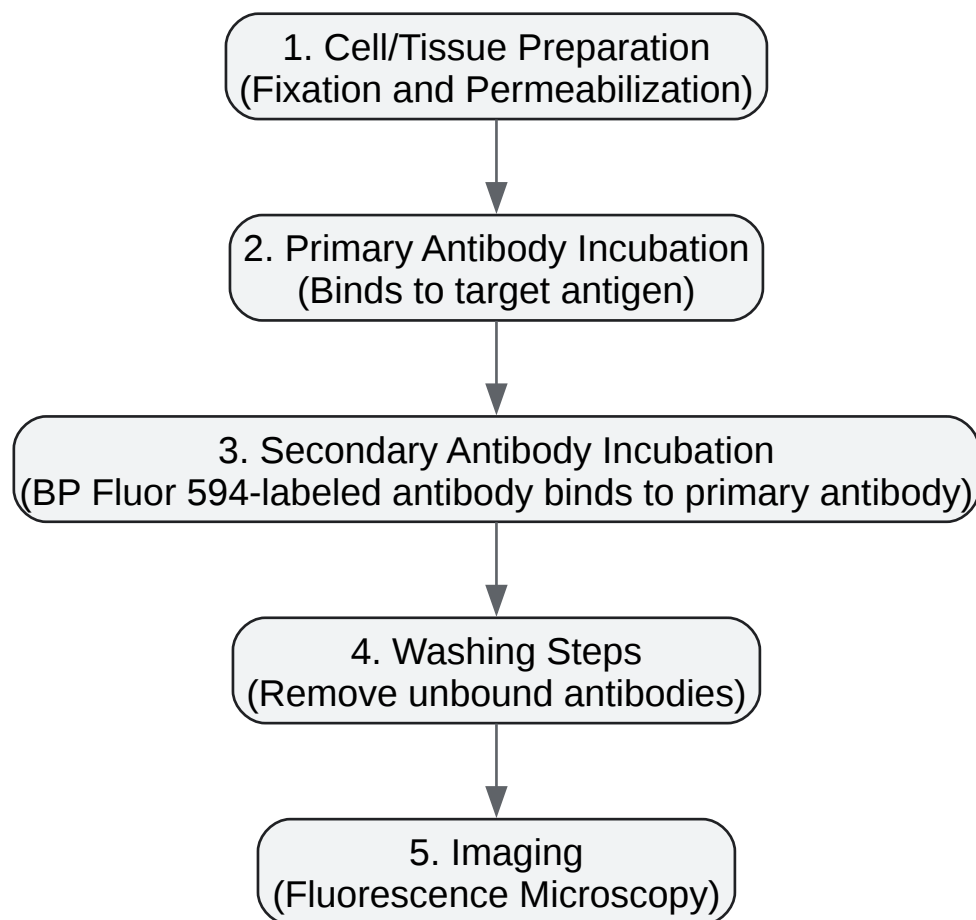 1. Cell/Tissue Preparation
(Fixation and Permeabilization)
2. Primary Antibody Incubation
(Binds to target antigen)
3. Secondary Antibody Incubation
(BP Fluor 594-labeled antibody binds to primary antibody)
4. Washing Steps
(Remove unbound antibodies)
5. Imaging
(Fluorescence Microscopy)